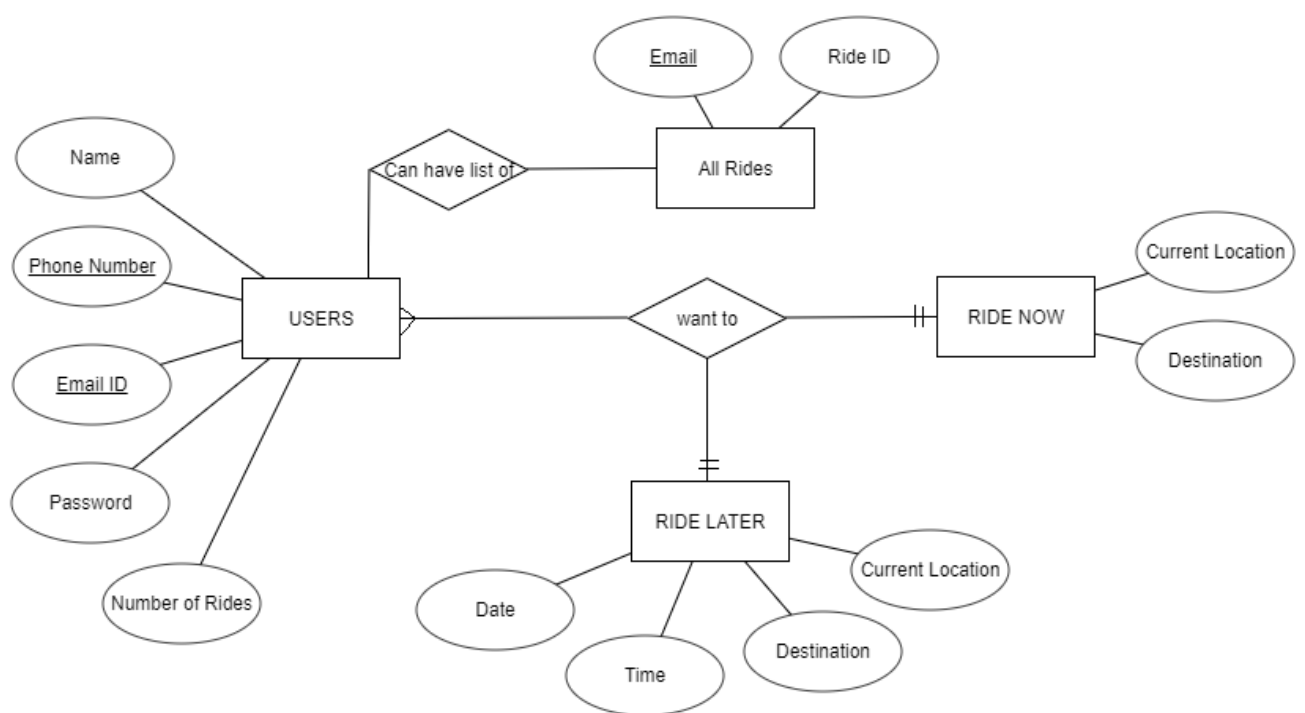 Email
Ride ID
Name
Can have list of
All Rides
Phone Number
Current Location
USERS
want to
RIDE NOW
Destination
Email ID
Password
RIDE LATER
Current Location
Number of Rides
Date
Destination
Time